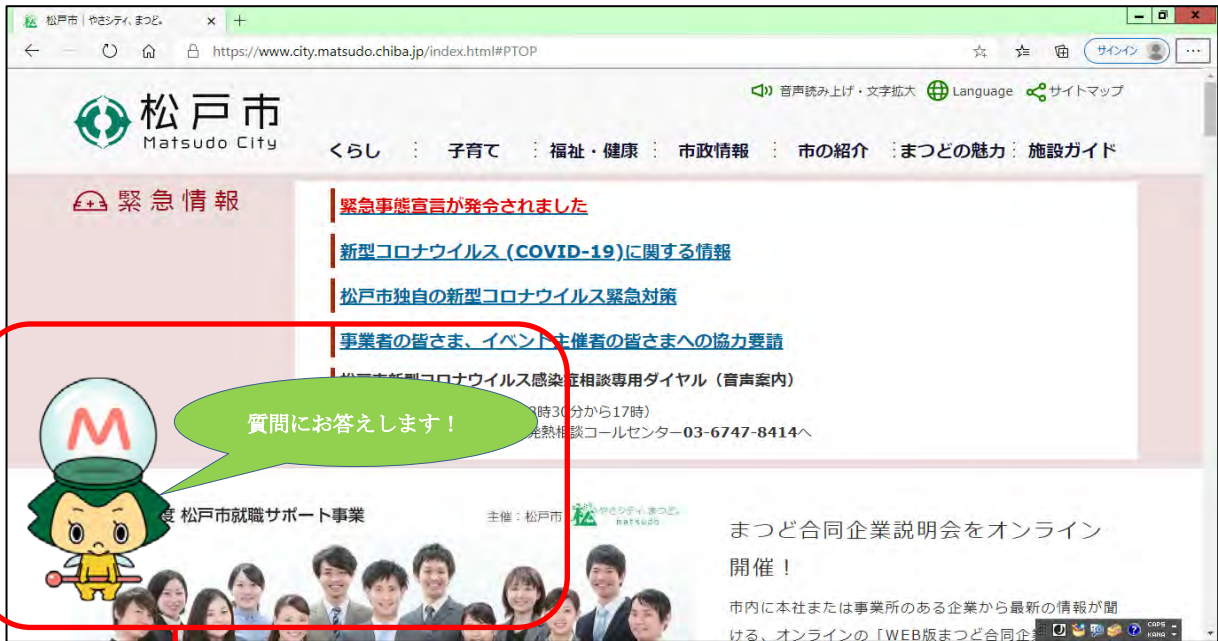 松戸市 | やさシティ、まつど。
https://www.city.matsudo.chiba.jp/index.html#PTOP
サインイン
音声読み上げ・文字拡大 Language サイトマップ
松戸市
Matsudo City
くらし 子育て 福祉・健康 市政情報 市の紹介 まつどの魅力 施設ガイド
緊急情報
緊急事態宣言が発令されました
新型コロナウイルス (COVID-19)に関する情報
松戸市独自の新型コロナウイルス緊急対策
事業者の皆さま、イベント主催者の皆さまへの協力要請
松戸市新型コロナウイルス感染症相談専用ダイヤル（音声案内）
時30分から17時）
発熱相談コールセンター03-6747-8414へ
M
質問にお答えします！
度 松戸市就職サポート事業
主催：松戸市
松 やさシティ、まつど。
matsudo
まつど合同企業説明会をオンライン
開催！
市内に本社または事業所のある企業から最新の情報が聞
ける、オンラインの「WEB版まつど合同企
CAPS
KANA